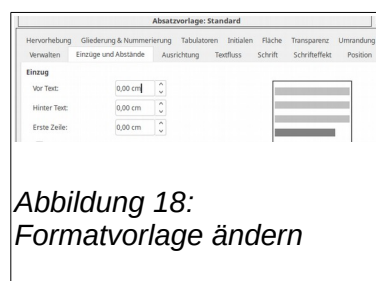 Absatzvorlage: Standard
Hervorhebung Gliederung & Nummerierung Tabulatoren Initialen Fläche Transparenz Umrandung
Verwalten Einzüge und Abstände Ausrichtung Textfluss Schrift Schrifteffekt Position
Einzug
Vor Text: 0,00 cm
Hinter Text: 0,00 cm
Erste Zeile: 0,00 cm
Abbildung 18:
Formatvorlage ändern